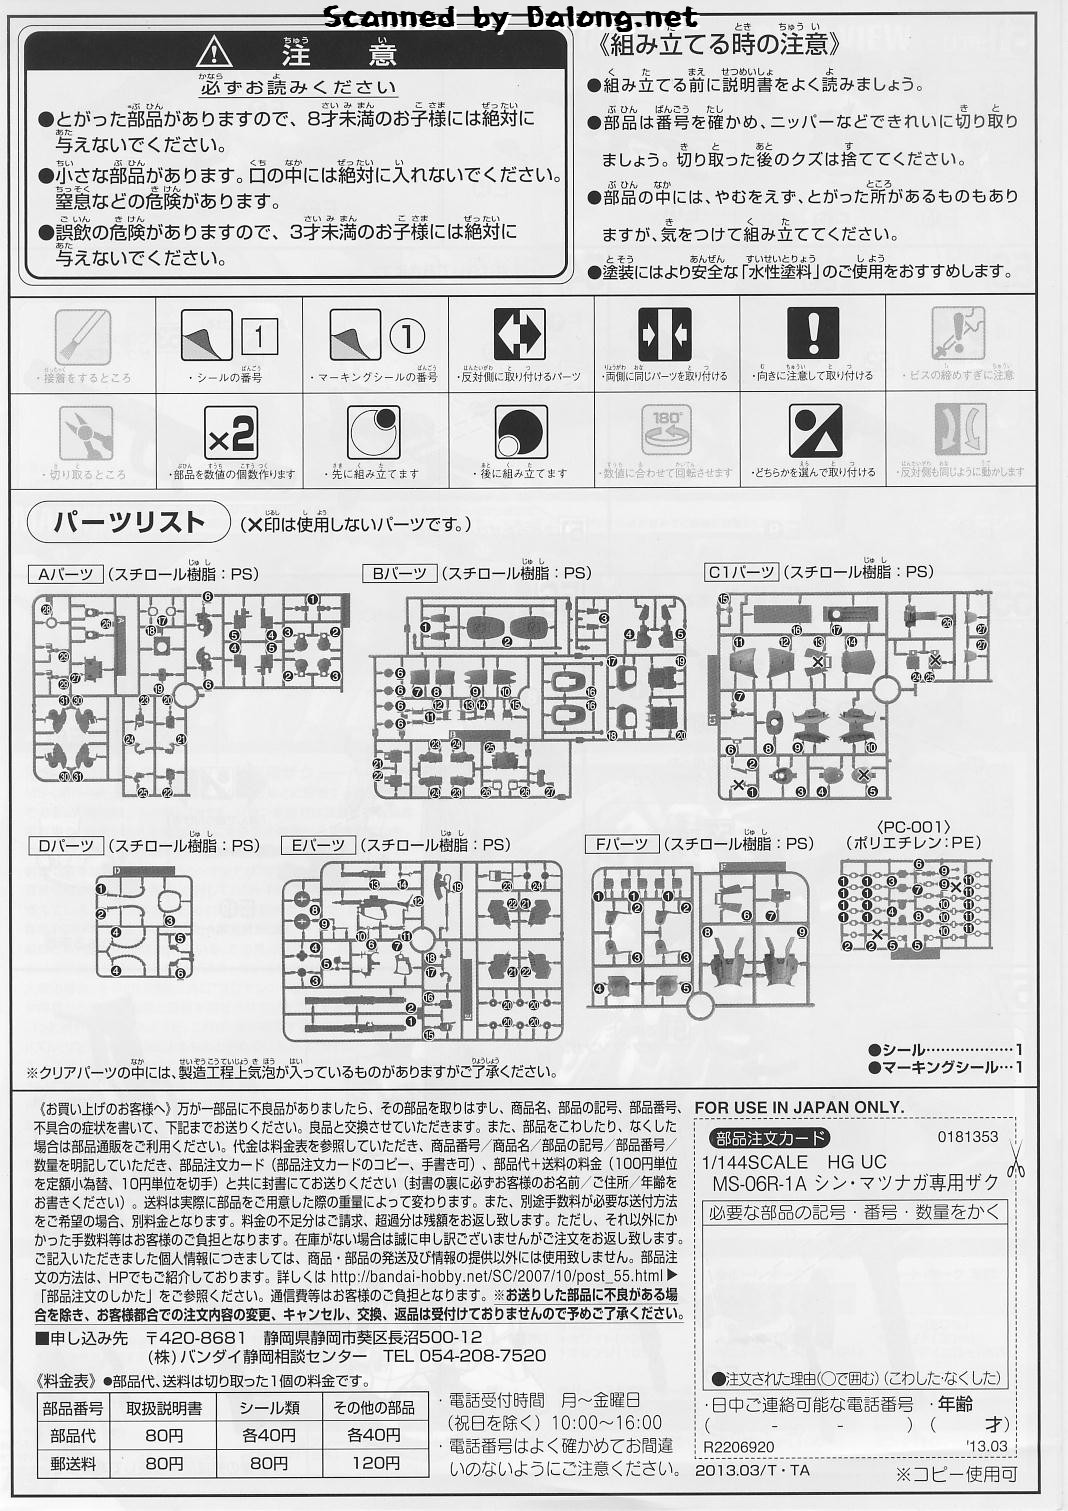 Scanned by Dalong.net
注意
必ずお読みください
●とがった部品がありますので、8才未満のお子様には絶対に
与えないでください。
●小さな部品があります。口の中には絶対に入れないでください。
窒息などの危険があります。
●誤飲の危険がありますので、3才未満のお子様には絶対に
与えないでください。
《組み立てる時の注意》
●組み立てる前に説明書をよく読みましょう。
●部品は番号を確かめ、ニッパーなどできれいに切り取り
ましょう。切り取った後のクズは捨ててください。
●部品の中には、やむをえず、とがった所があるものもあり
ますが、気をつけて組み立ててください。
●塗装にはより安全な「水性塗料」のご使用をおすすめします。
・接着をするところ
1
・シールの番号
①
・マーキングシールの番号
・反対側に取り付けるパーツ
・両側に同じパーツを取り付ける
・向きに注意して取り付ける
・ビスの締めすぎに注意
・切り取るところ
×2
・部品を数値の個数作ります
・先に組み立てます
・後に組み立てます
180°
・数値に合わせて回転させます
・どちらかを選んで取り付ける
・反対側も同じように動かします
パーツリスト (×印は使用しないパーツです。)
Aパーツ (スチロール樹脂：PS)
Bパーツ (スチロール樹脂：PS)
C1パーツ (スチロール樹脂：PS)
Dパーツ (スチロール樹脂：PS)
Eパーツ (スチロール樹脂：PS)
Fパーツ (スチロール樹脂：PS)
〈PC-001〉
(ポリエチレン：PE)
●シール………………1
●マーキングシール…1
※クリアパーツの中には、製造工程上気泡が入っているものがありますがご了承ください。
《お買い上げのお客様へ》万が一部品に不良品がありましたら、その部品を取りはずし、商品名、部品の記号、部品番号、
不具合の症状を書いて、下記までお送りください。良品と交換させていただきます。また、部品をこわしたり、なくした
場合は部品通販をご利用ください。代金は料金表を参照していただき、商品番号／商品名／部品の記号／部品番号／
数量を明記していただき、部品注文カード（部品注文カードのコピー、手書き可）、部品代＋送料の料金（100円単位
を定額小為替、10円単位を切手）と共に封書にてお送りください（封書の裏に必ずお客様のお名前／ご住所／年齢を
お書きください）。送料は実際に部品をご用意した際の重量によって変わります。また、別途手数料が必要な送付方法
をご希望の場合、別料金となります。料金の不足分はご請求、超過分は残額をお返し致します。ただし、それ以外にか
かった手数料等はお客様のご負担となります。在庫がない場合は誠に申し訳ございませんがご注文をお返し致します。
ご記入いただきました個人情報につきましては、商品・部品の発送及び情報の提供以外には使用致しません。部品注
文の方法は、HPでもご紹介しております。詳しくは http://bandai-hobby.net/SC/2007/10/post_55.html▶
「部品注文のしかた」をご参照ください。通信費等はお客様のご負担となります。※お送りした部品に不良がある場
合を除き、お客様都合での注文内容の変更、キャンセル、交換、返品は受付けておりませんので予めご了承ください。
■申し込み先 〒420-8681 静岡県静岡市葵区長沼500-12
(株)バンダイ静岡相談センター TEL 054-208-7520
《料金表》●部品代、送料は切り取った1個の料金です。
部品番号 取扱説明書 シール類 その他の部品
部品代 80円 各40円 各40円
郵送料 80円 80円 120円
・電話受付時間 月～金曜日
（祝日を除く）10:00～16:00
・電話番号はよく確かめてお間違
いのないようにご注意ください。
FOR USE IN JAPAN ONLY.
部品注文カード 0181353
1/144SCALE HG UC
MS-06R-1A シン・マツナガ専用ザク
必要な部品の記号・番号・数量をかく
●注文された理由(○で囲む)(こわした・なくした)
・日中ご連絡可能な電話番号 ・年齢
( - - ) ( 才)
R2206920 '13.03
2013.03/T・TA
※コピー使用可